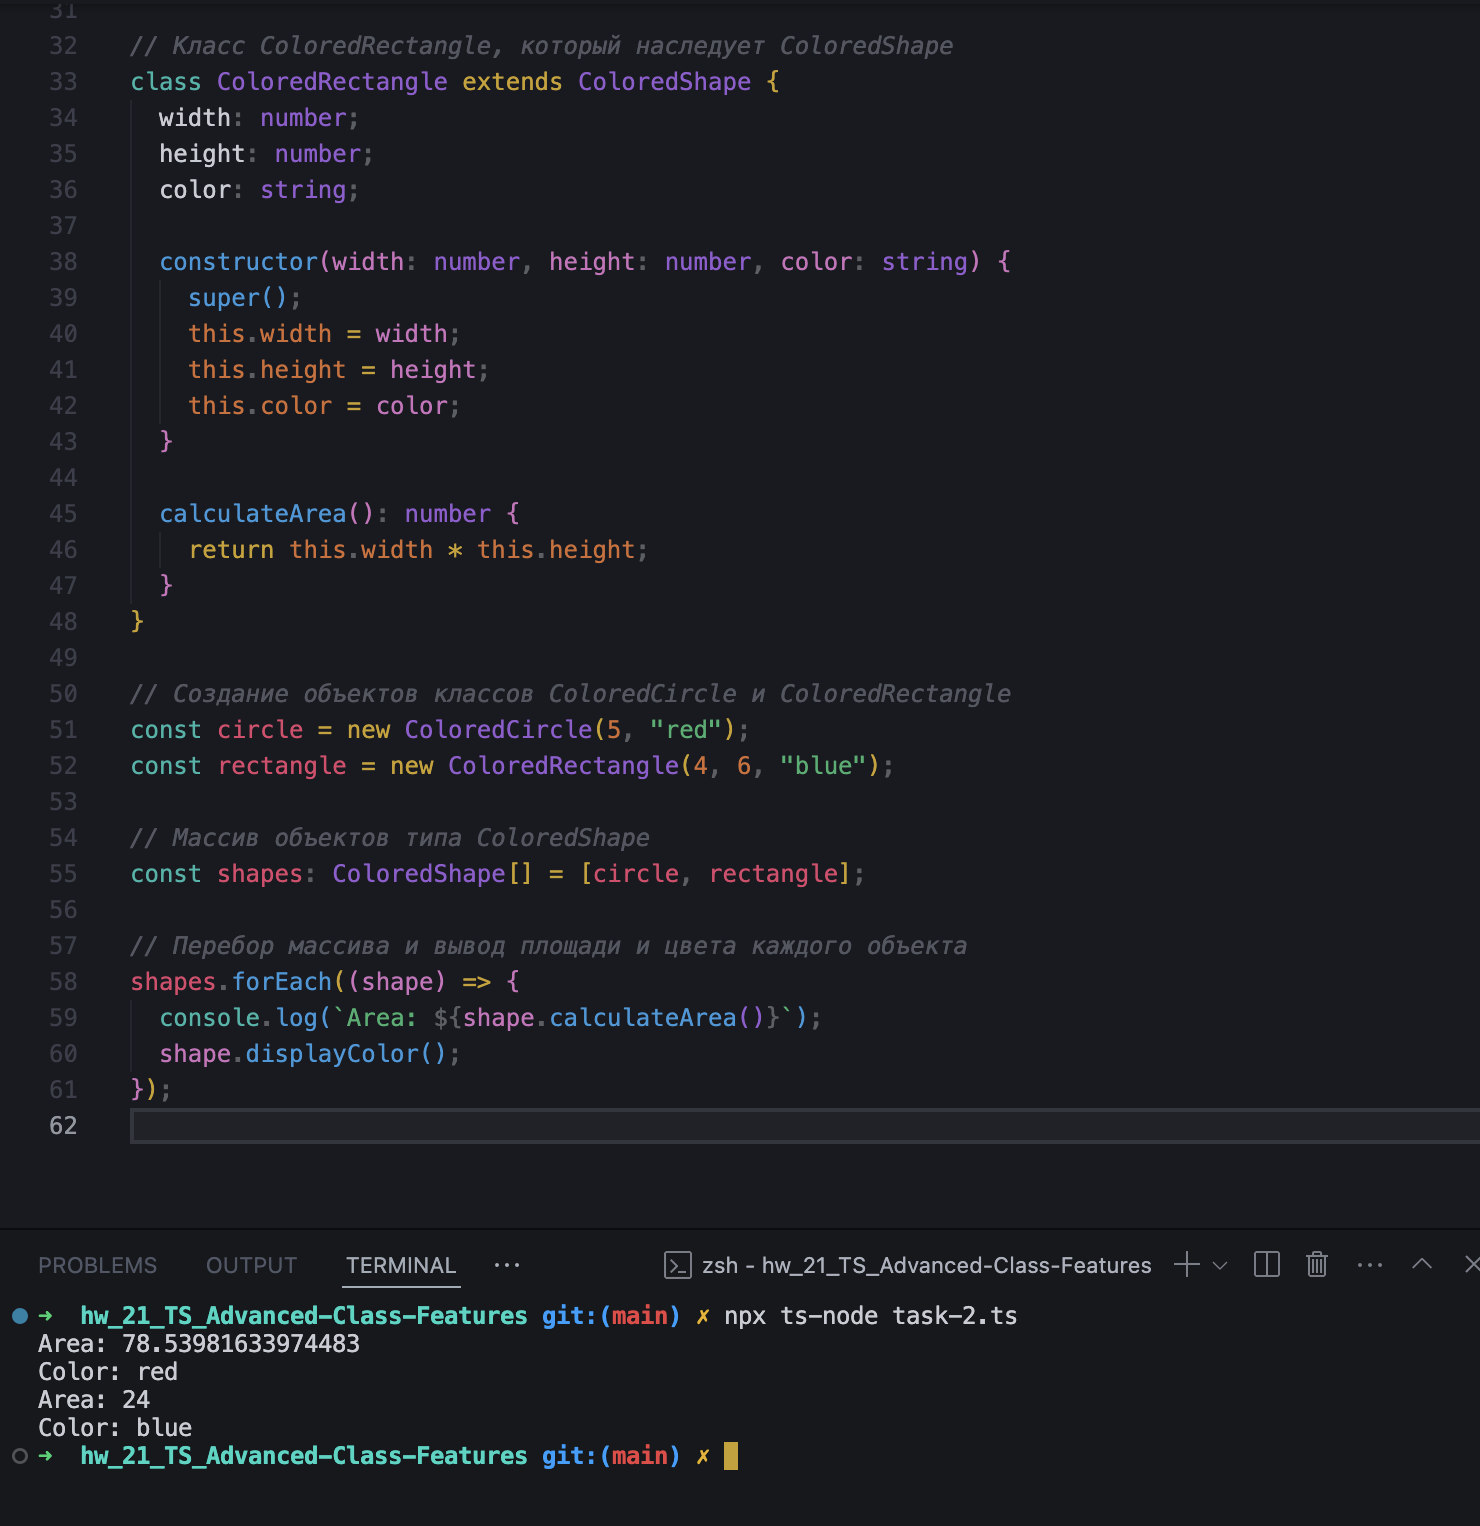 31
32 // Класс ColoredRectangle, который наследует ColoredShape
33 class ColoredRectangle extends ColoredShape {
34 width: number;
35 height: number;
36 color: string;
37
38 constructor(width: number, height: number, color: string) {
39 super();
40 this.width = width;
41 this.height = height;
42 this.color = color;
43 }
44
45 calculateArea(): number {
46 return this.width * this.height;
47 }
48 }
49
50 // Создание объектов классов ColoredCircle и ColoredRectangle
51 const circle = new ColoredCircle(5, "red");
52 const rectangle = new ColoredRectangle(4, 6, "blue");
53
54 // Массив объектов типа ColoredShape
55 const shapes: ColoredShape[] = [circle, rectangle];
56
57 // Перебор массива и вывод площади и цвета каждого объекта
58 shapes.forEach((shape) => {
59 console.log(`Area: ${shape.calculateArea()}`);
60 shape.displayColor();
61 });
62
PROBLEMS OUTPUT TERMINAL ··· zsh - hw_21_TS_Advanced-Class-Features
➜ hw_21_TS_Advanced-Class-Features git:(main) ✗ npx ts-node task-2.ts
Area: 78.53981633974483
Color: red
Area: 24
Color: blue
➜ hw_21_TS_Advanced-Class-Features git:(main) ✗